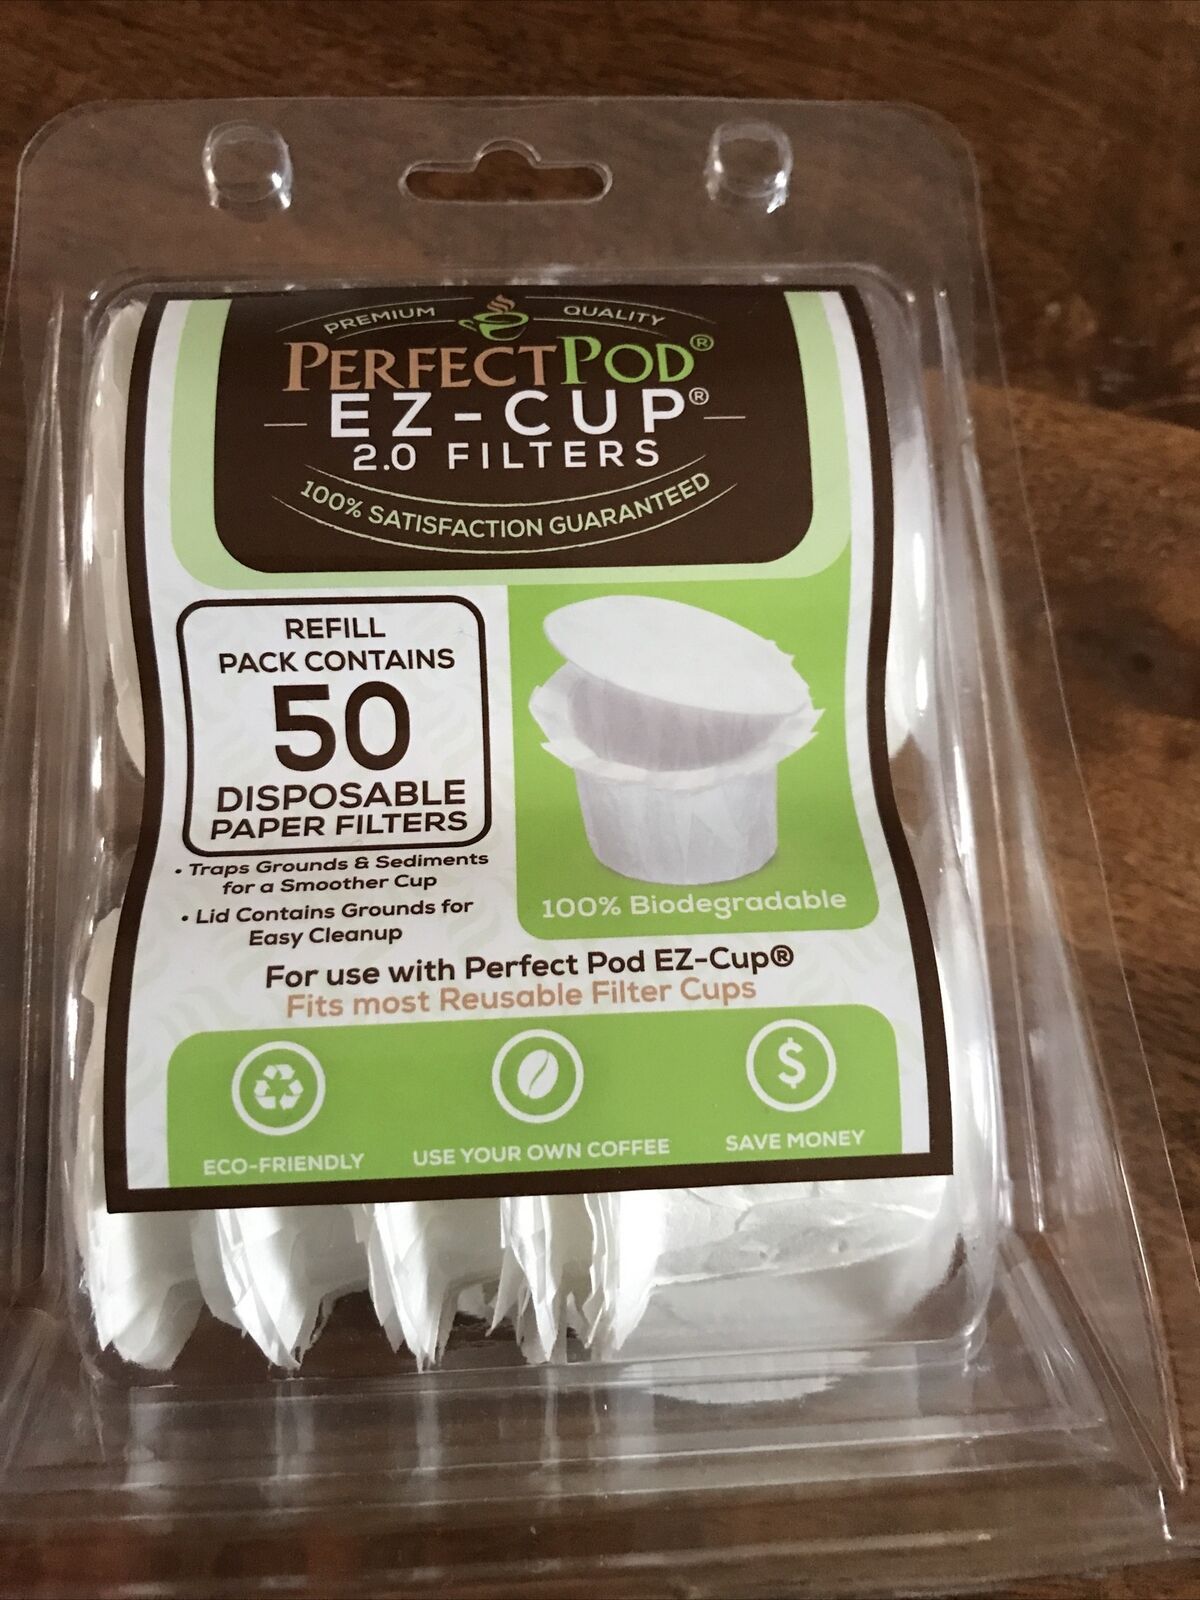 PREMIUM QUALITY
PERFECTPOD®
EZ-CUP®
2.0 FILTERS
100% SATISFACTION GUARANTEED
REFILL
PACK CONTAINS
50
DISPOSABLE
PAPER FILTERS
• Traps Grounds & Sediments
for a Smoother Cup
• Lid Contains Grounds for
Easy Cleanup
100% Biodegradable
For use with Perfect Pod EZ-Cup®
Fits most Reusable Filter Cups
$
ECO-FRIENDLY USE YOUR OWN COFFEE SAVE MONEY